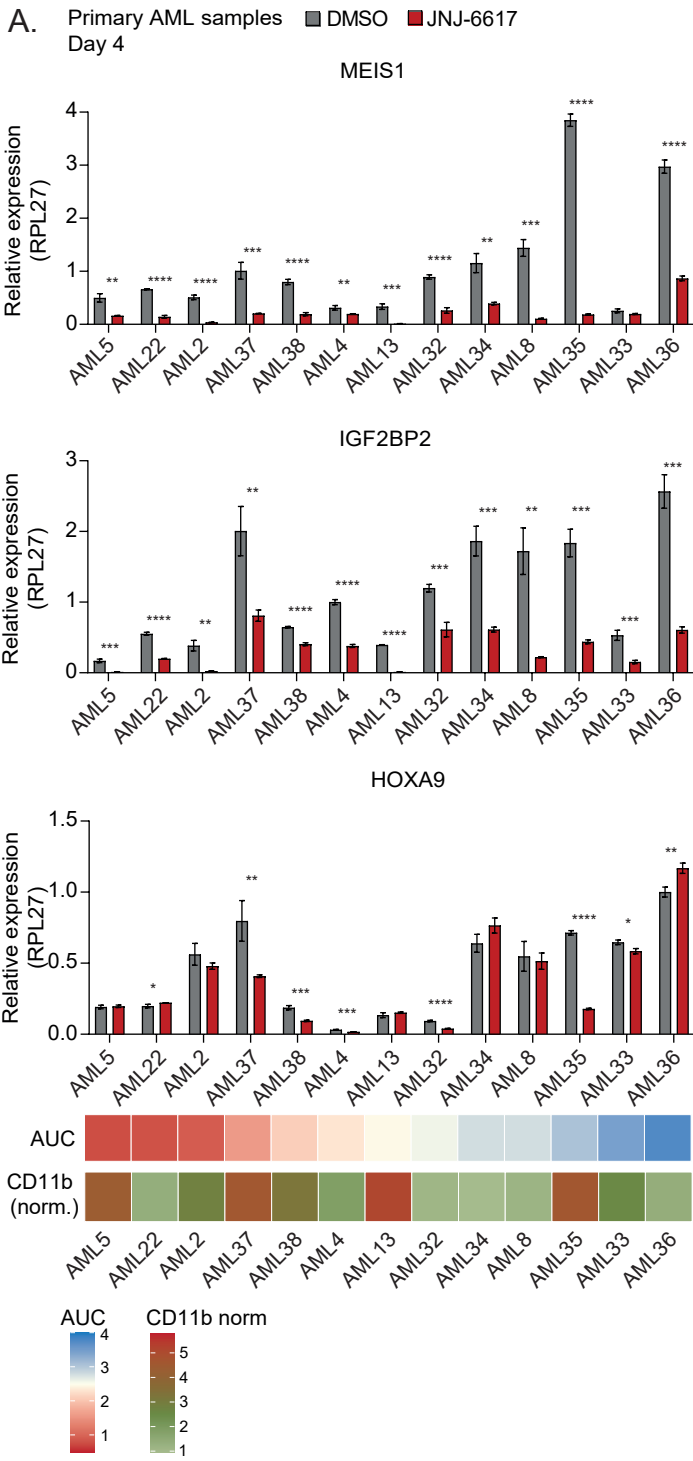 A. Primary AML samples DMSO JNJ-6617
Day 4
MEIS1
Relative expression
(RPL27)
4
3
2
1
0
** **** **** *** **** ** *** **** ** *** **** ****
AML5 AML22 AML2 AML37 AML38 AML4 AML13 AML32 AML34 AML8 AML35 AML33 AML36
IGF2BP2
Relative expression
(RPL27)
3
2
1
0
*** **** ** ** **** **** **** *** *** ** *** *** ***
AML5 AML22 AML2 AML37 AML38 AML4 AML13 AML32 AML34 AML8 AML35 AML33 AML36
HOXA9
Relative expression
(RPL27)
1.5
1.0
0.5
0.0
* ** *** *** **** **** * **
AML5 AML22 AML2 AML37 AML38 AML4 AML13 AML32 AML34 AML8 AML35 AML33 AML36
AUC
CD11b
(norm.)
AML5 AML22 AML2 AML37 AML38 AML4 AML13 AML32 AML34 AML8 AML35 AML33 AML36
AUC CD11b norm
4
3
2
1
5
4
3
2
1